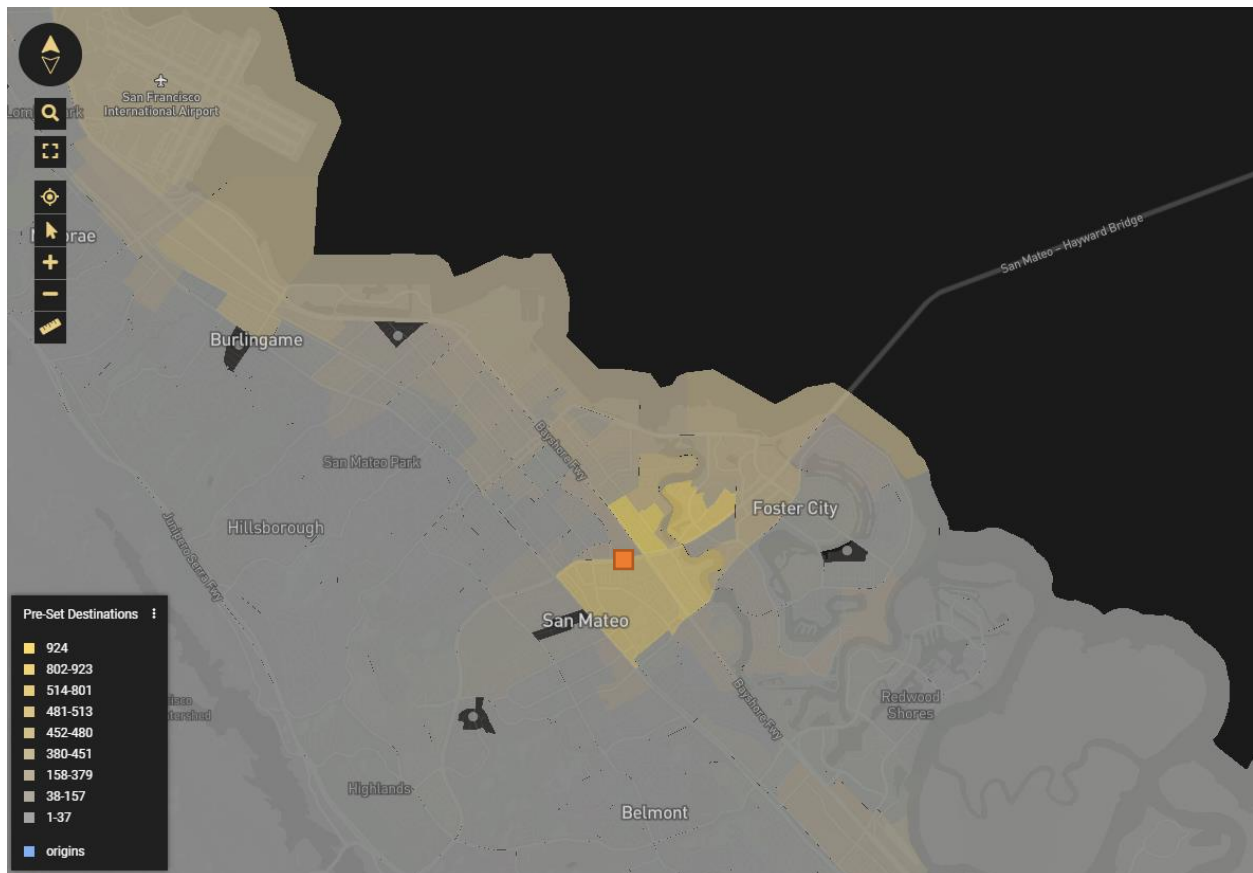 San Francisco
International Airport
San Mateo - Hayward Bridge
Burlingame
Bayshore Fwy
San Mateo Park
Foster City
Hillsborough
Junipero Serra Fwy
San Mateo
Pre-Set Destinations
924
802-923
514-801
481-513
452-480
380-451
158-379
38-157
1-37
origins
Bayshore Fwy
Redwood
Shores
Highlands
Belmont